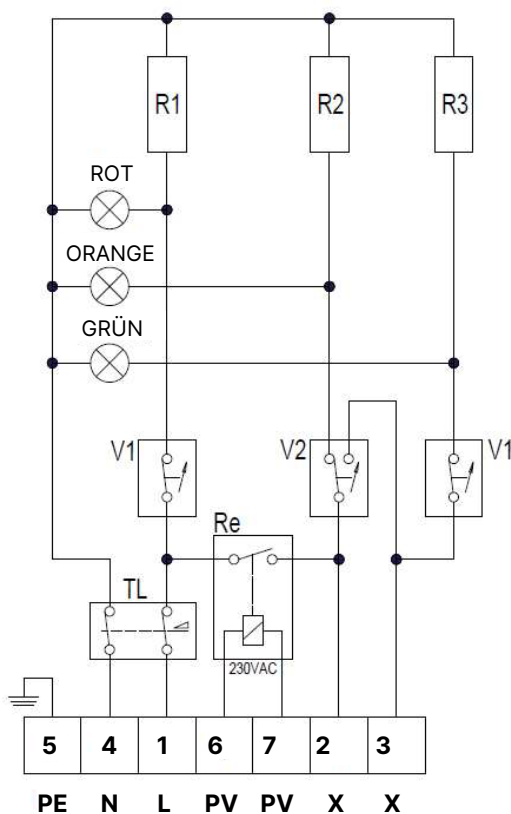 R1 R2 R3
ROT
ORANGE
GRÜN
V1 V2 V1
Re
TL
230VAC
5 4 1 6 7 2 3
PE N L PV PV X X